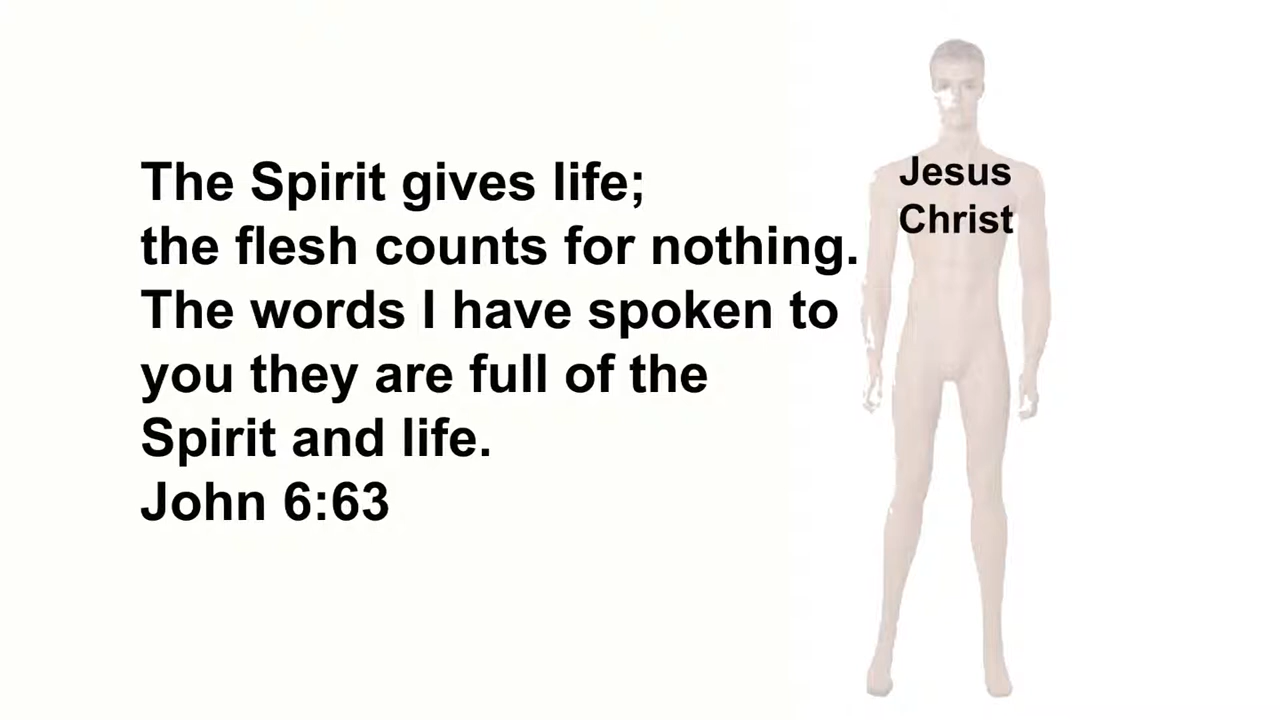 The Spirit gives life;
the flesh counts for nothing.
The words I have spoken to
you they are full of the
Spirit and life.
John 6:63
Jesus
Christ